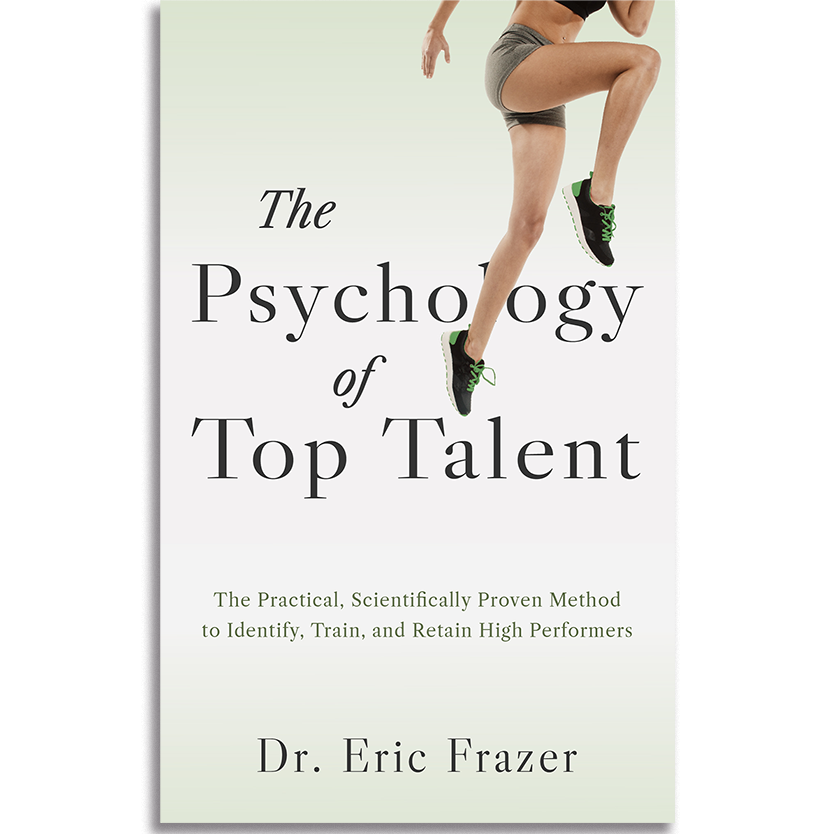 The
Psychology
of
Top Talent
The Practical, Scientifically Proven Method
to Identify, Train, and Retain High Performers
Dr. Eric Frazer